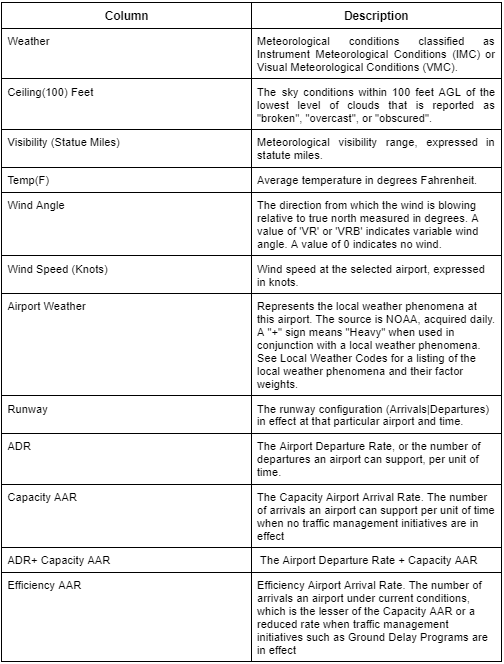 Column Description
Weather Meteorological conditions classified as
Instrument Meteorological Conditions (IMC) or
Visual Meteorological Conditions (VMC).
Ceiling(100) Feet The sky conditions within 100 feet AGL of the
lowest level of clouds that is reported as
"broken", "overcast", or "obscured".
Visibility (Statue Miles) Meteorological visibility range, expressed in
statute miles.
Temp(F) Average temperature in degrees Fahrenheit.
Wind Angle The direction from which the wind is blowing
relative to true north measured in degrees. A
value of 'VR' or 'VRB' indicates variable wind
angle. A value of 0 indicates no wind.
Wind Speed (Knots) Wind speed at the selected airport, expressed
in knots.
Airport Weather Represents the local weather phenomena at
this airport. The source is NOAA, acquired daily.
A "+" sign means "Heavy" when used in
conjunction with a local weather phenomena.
See Local Weather Codes for a listing of the
local weather phenomena and their factor
weights.
Runway The runway configuration (Arrivals|Departures)
in effect at that particular airport and time.
ADR The Airport Departure Rate, or the number of
departures an airport can support, per unit of
time.
Capacity AAR The Capacity Airport Arrival Rate. The number
of arrivals an airport can support per unit of time
when no traffic management initiatives are in
effect
ADR+ Capacity AAR The Airport Departure Rate + Capacity AAR
Efficiency AAR Efficiency Airport Arrival Rate. The number of
arrivals an airport under current conditions,
which is the lesser of the Capacity AAR or a
reduced rate when traffic management
initiatives such as Ground Delay Programs are
in effect